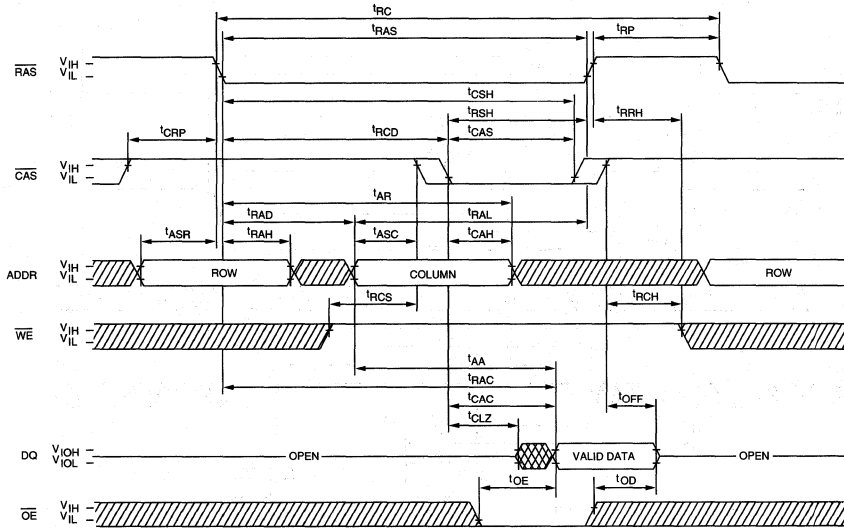 tRC
tRAS
tRP
RAS
VIH
VIL
tCSH
tRSH
tRRH
tCRP
tRCD
tCAS
CAS
VIH
VIL
tAR
tRAD
tRAL
tASR
tRAH
tASC
tCAH
ADDR
VIH
VIL
ROW
COLUMN
ROW
tRCS
tRCH
WE
VIH
VIL
tAA
tRAC
tCAC
tOFF
tCLZ
DQ
VIOH
VIOL
OPEN
VALID DATA
OPEN
tOE
tOD
OE
VIH
VIL